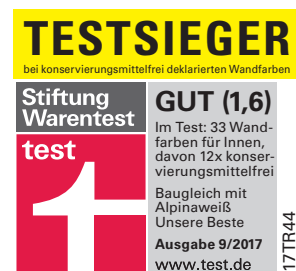 TESTSIEGER
bei konservierungsmittelfrei deklarierten Wandfarben
Stiftung
Warentest
test
GUT (1,6)
Im Test: 33 Wand-
farben für Innen,
davon 12x konser-
vierungsmittelfrei
Baugleich mit
Alpinaweiß
Unsere Beste
Ausgabe 9/2017
www.test.de
17TR44